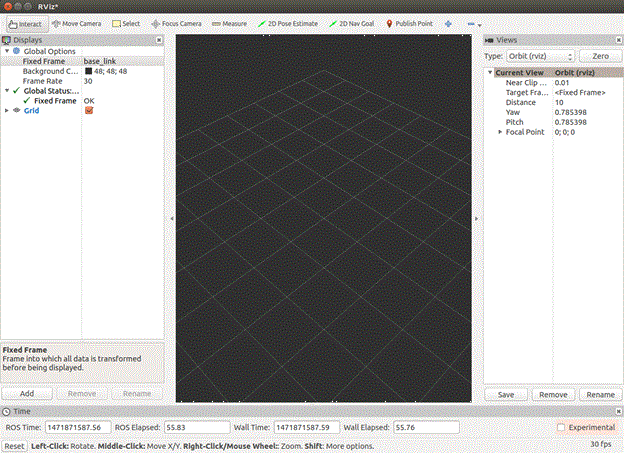 RViz*
Interact Move Camera Select Focus Camera Measure 2D Pose Estimate 2D Nav Goal Publish Point
Displays
Global Options
Fixed Frame base_link
Background C... 48; 48; 48
Frame Rate 30
Global Status:...
Fixed Frame OK
Grid
Fixed Frame
Frame into which all data is transformed
before being displayed.
Add Remove Rename
Views
Type: Orbit (rviz) Zero
Current View Orbit (rviz)
Near Clip ... 0.01
Target Fra... <Fixed Frame>
Distance 10
Yaw 0.785398
Pitch 0.785398
Focal Point 0; 0; 0
Save Remove Rename
Time
ROS Time: 1471871587.56 ROS Elapsed: 55.83 Wall Time: 1471871587.59 Wall Elapsed: 55.76 Experimental
Reset Left-Click: Rotate. Middle-Click: Move X/Y. Right-Click/Mouse Wheel:: Zoom. Shift: More options. 30 fps